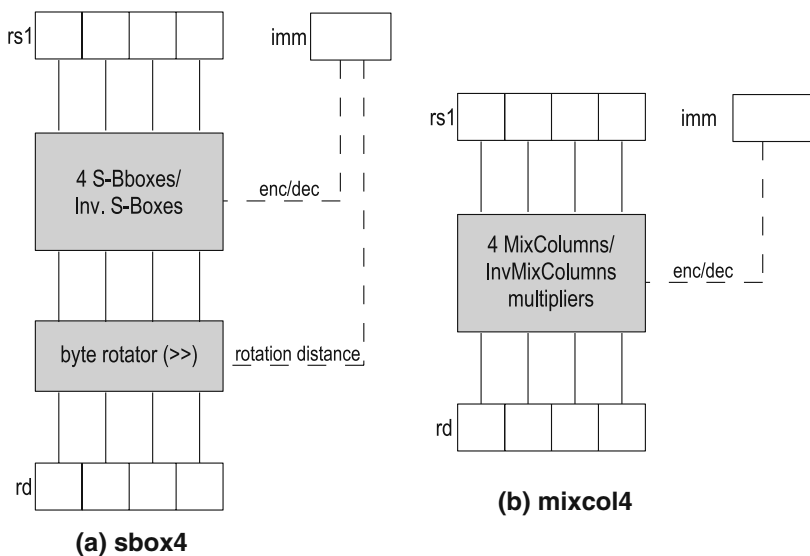 rs1
imm
4 S-Bboxes/
Inv. S-Boxes
enc/dec
byte rotator (>>)
rotation distance
rd
(a) sbox4
rs1
imm
4 MixColumns/
InvMixColumns
multipliers
enc/dec
rd
(b) mixcol4